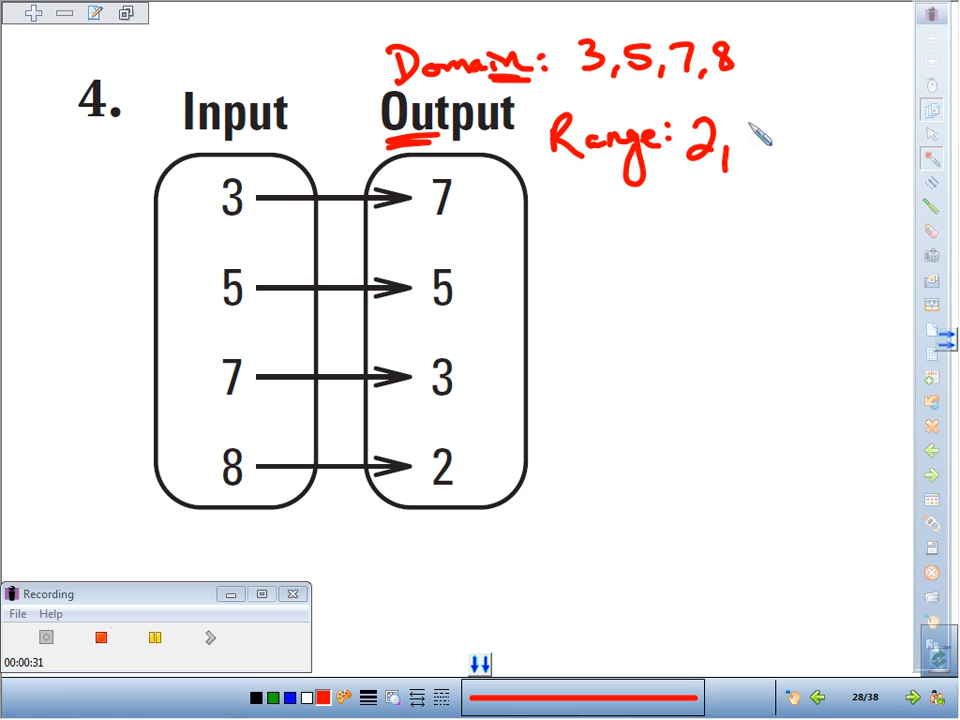 Domain: 3,5,7,8
4.
Input Output
Range: 2,
3 7
5 5
7 3
8 2
Recording
File Help
00:00:31
28/38